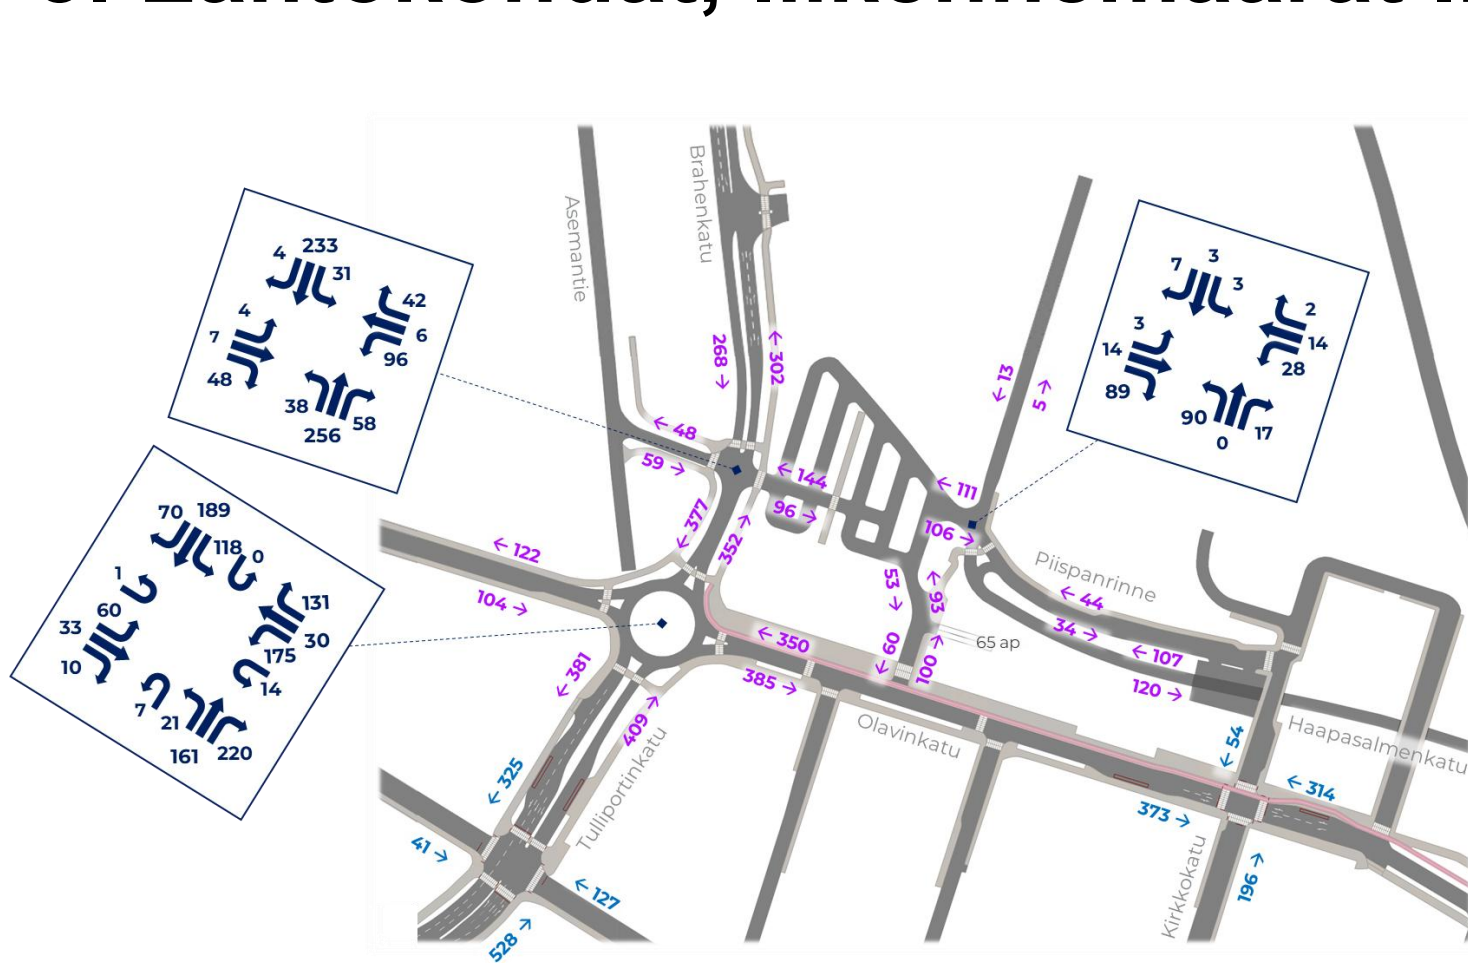 Brahenkatu
Asemantie
4 233 31
4 7 48
42 6 96
38 256 58
7 3 3
3 14 89
2 14 28
90 0 17
70 189 118 0
1 60 33 10
131 30 175 14
7 21 161 220
268 →
← 302
← 48
59 →
← 144
96 →
← 377
352 →
← 13
5 →
← 111
106 →
← 122
104 →
53 →
← 93
← 44
34 →
Piispanrinne
65 ap
← 350
385 →
← 60
100 →
← 107
120 →
← 381
409 →
Olavinkatu
Tulliportinkatu
Haapasalmenkatu
← 54
← 314
373 →
← 325
41 →
← 127
528 →
196 →
Kirkkokatu